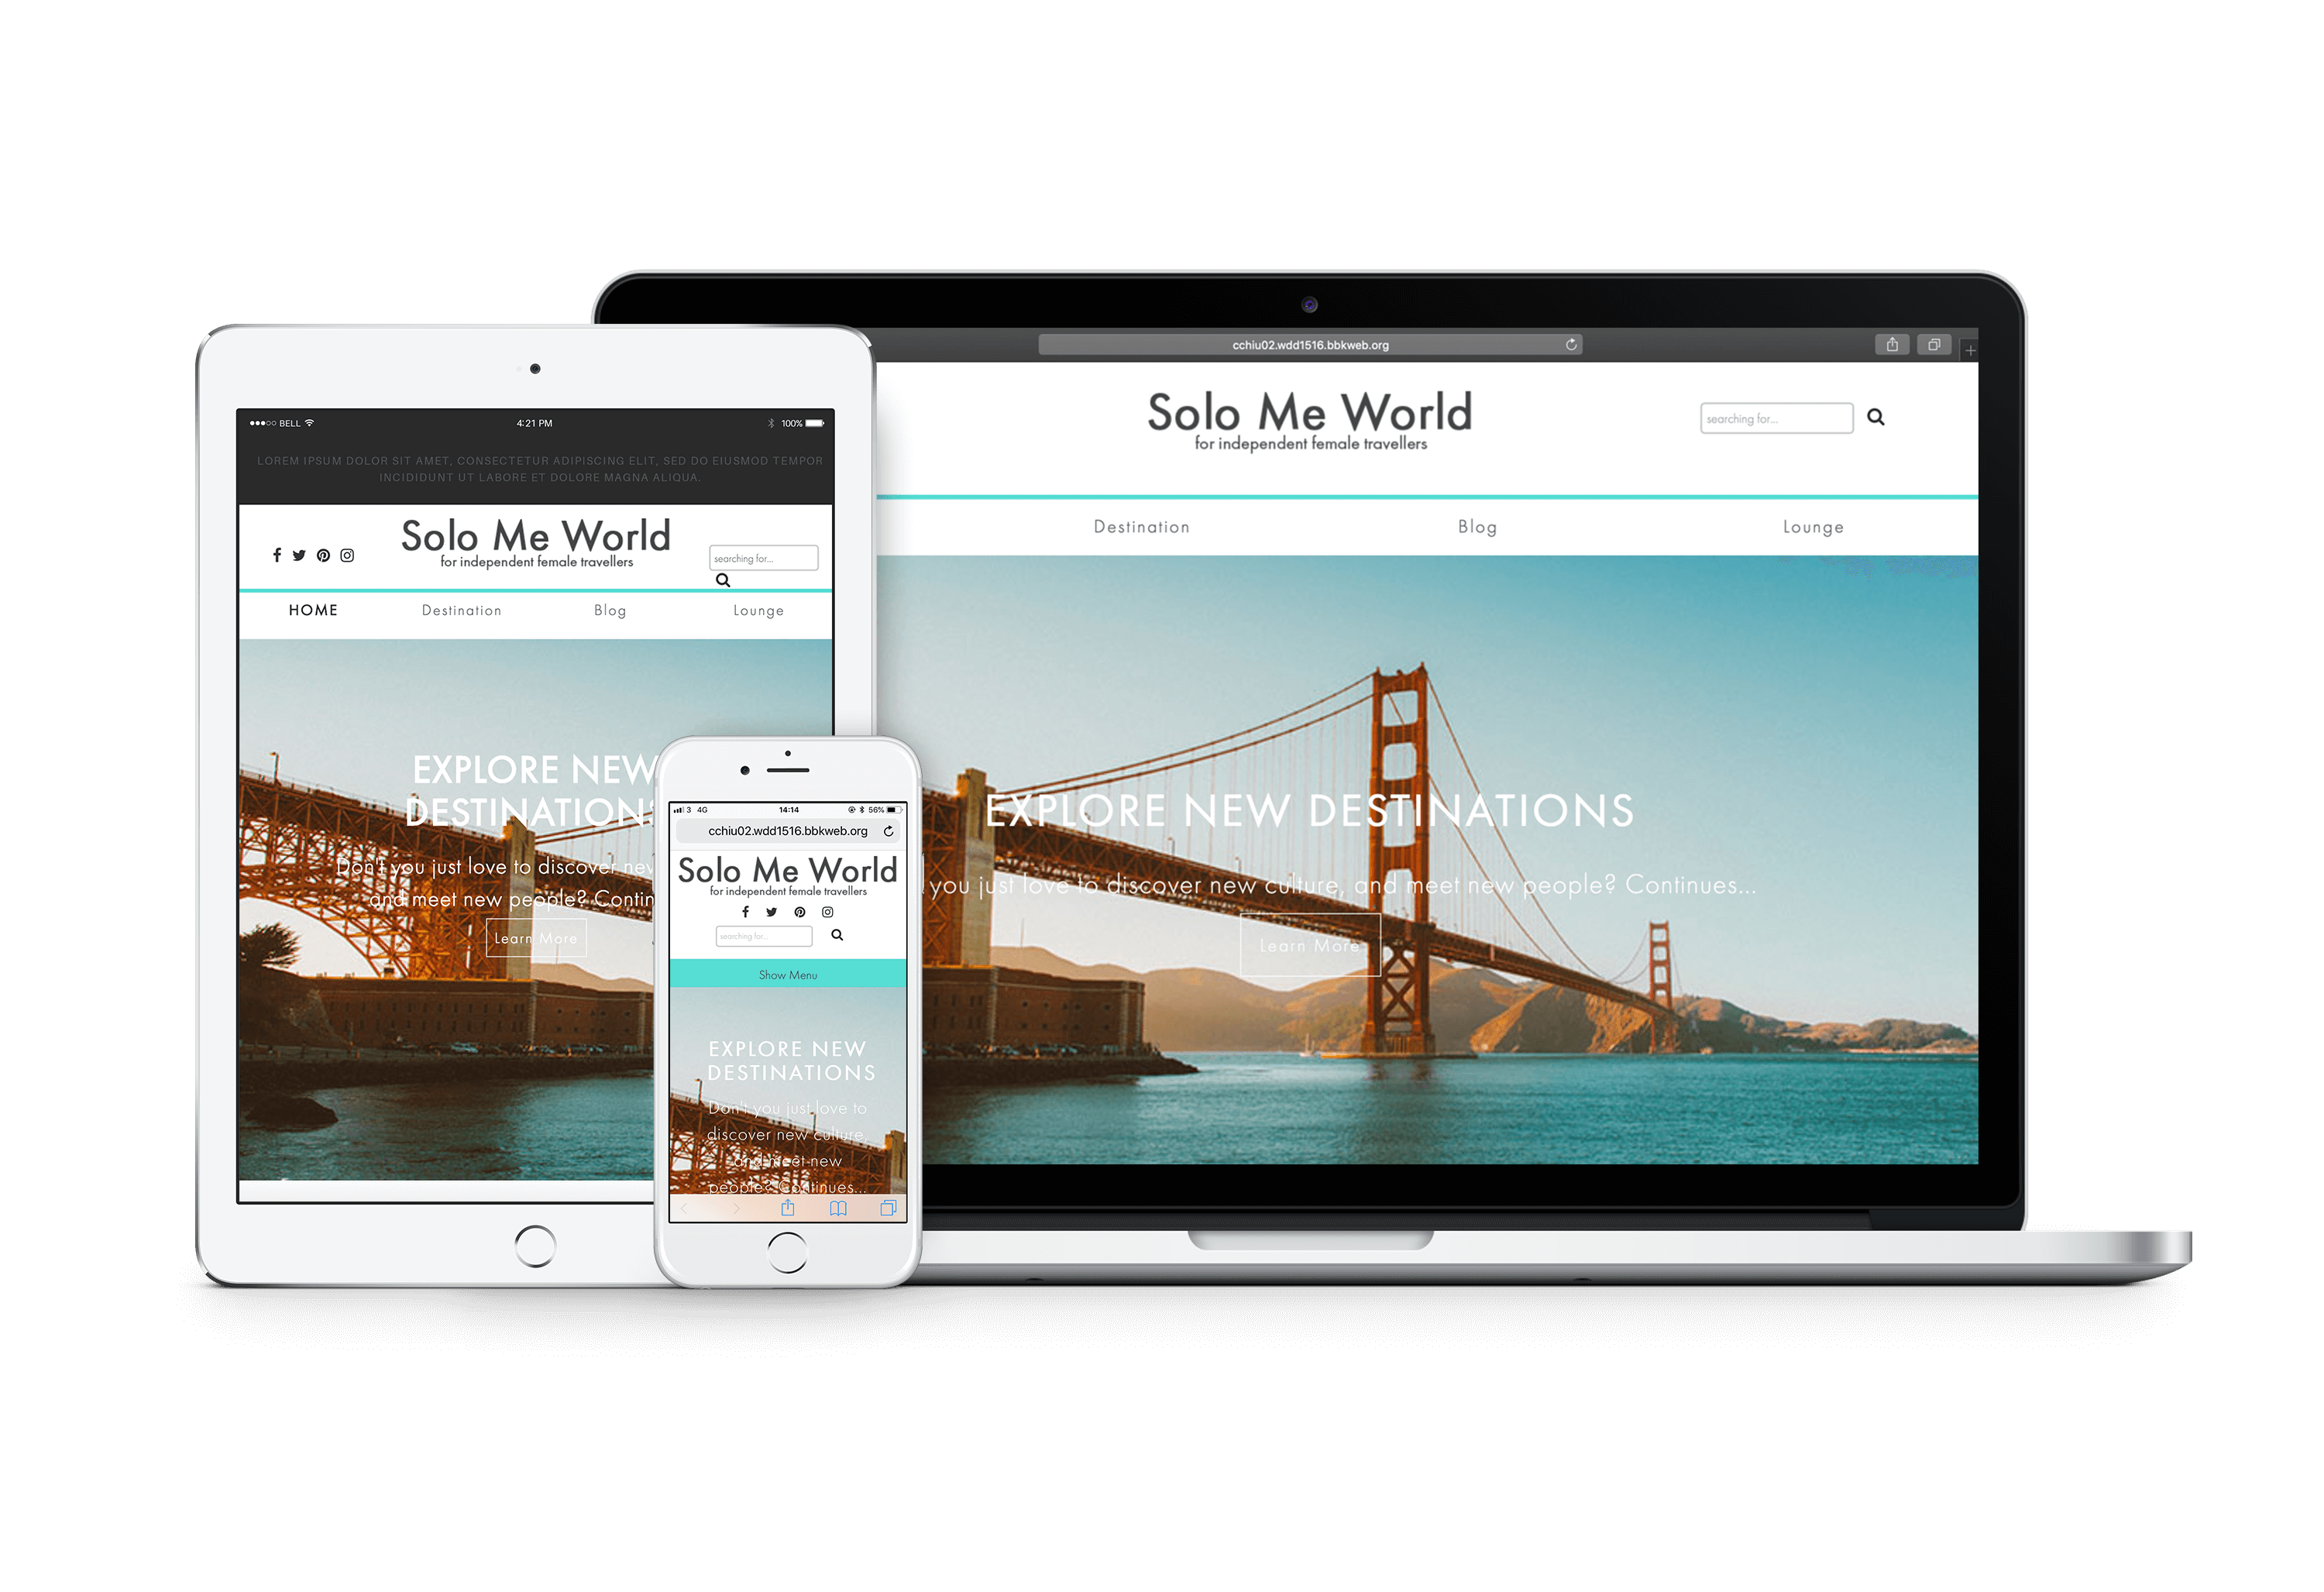 BELL
4:21 PM
100%
LOREM IPSUM DOLOR SIT AMET, CONSECTETUR ADIPISCING ELIT, SED DO EIUSMOD TEMPOR
INCIDIDUNT UT LABORE ET DOLORE MAGNA ALIQUA.
Solo Me World
for independent female travellers
searching for...
HOME
Destination
Blog
Lounge
EXPLORE NEW
DESTINATIONS
Don't you just love to discover new
and meet new people? Contin
Learn More
3 4G
14:14
56%
cchiu02.wdd1516.bbkweb.org
Solo Me World
for independent female travellers
searching for...
Show Menu
EXPLORE NEW
DESTINATIONS
Don't you just love to
discover new culture,
and meet new
people? Continues...
cchiu02.wdd1516.bbkweb.org
Solo Me World
for independent female travellers
searching for...
Destination
Blog
Lounge
EXPLORE NEW DESTINATIONS
you just love to discover new culture, and meet new people? Continues...
Learn More